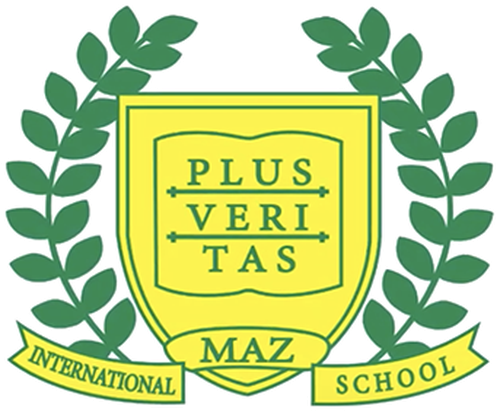 PLUS
VERI
TAS
MAZ
INTERNATIONAL SCHOOL